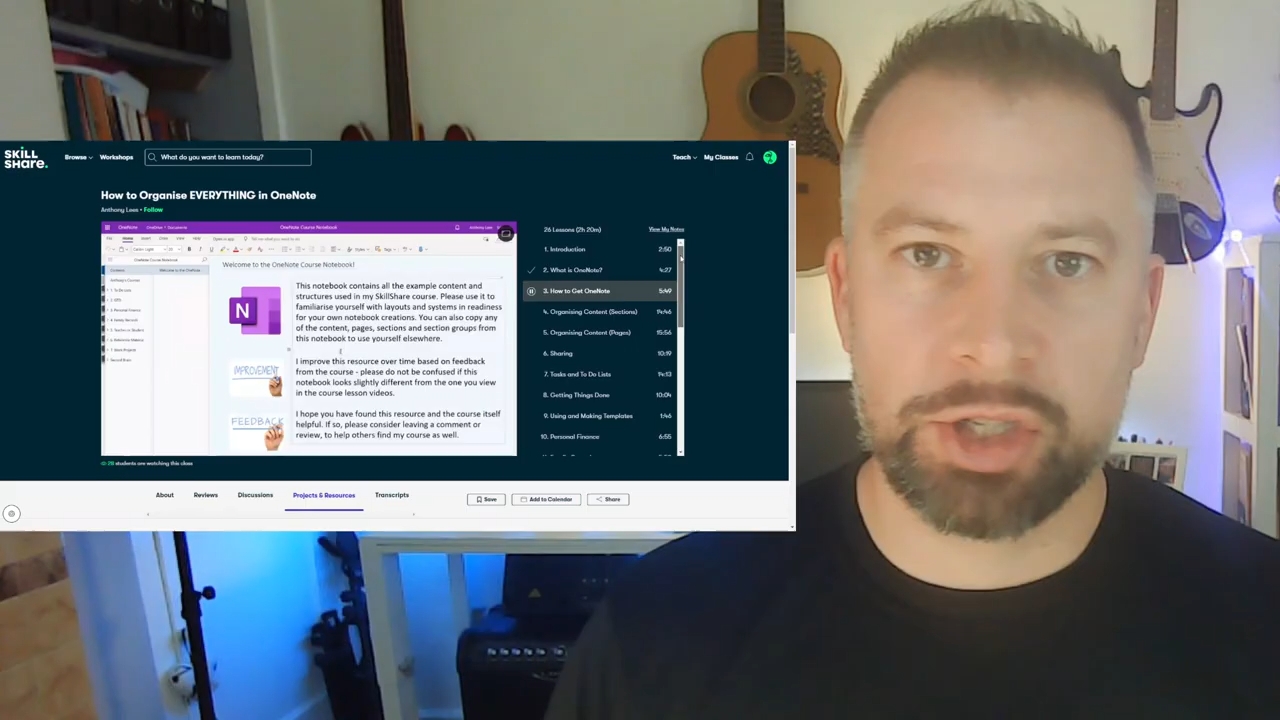 SKILL
SHARE.
Browse
Workshops
What do you want to learn today?
Teach
My Classes
How to Organise EVERYTHING in OneNote
Anthony Lees • Follow
OneNote Course Notebook
Welcome to the OneNote Course Notebook!
This notebook contains all the example content and
structures used in my SkillShare course. Please use it to
familiarise yourself with layouts and systems in readiness
for your own notebook creations. You can also copy any
of the content, pages, sections and section groups from
this notebook to use yourself elsewhere.
N
I improve this resource over time based on feedback
from the course - please do not be confused if this
notebook looks slightly different from the one you view
in the course lesson videos.
IMPROVEMENT
I hope you have found this resource and the course itself
helpful. If so, please consider leaving a comment or
review, to help others find my course as well.
FEEDBACK
28 students are watching this class
26 Lessons (2h 20m)
View My Notes
1. Introduction 2:50
2. What is OneNote? 4:27
3. How to Get OneNote 5:49
4. Organising Content (Sections) 14:46
5. Organising Content (Pages) 15:56
6. Sharing 10:19
7. Tasks and To Do Lists 14:13
8. Getting Things Done 10:04
9. Using and Making Templates 1:46
10. Personal Finance 6:55
About
Reviews
Discussions
Projects & Resources
Transcripts
Save
Add to Calendar
Share